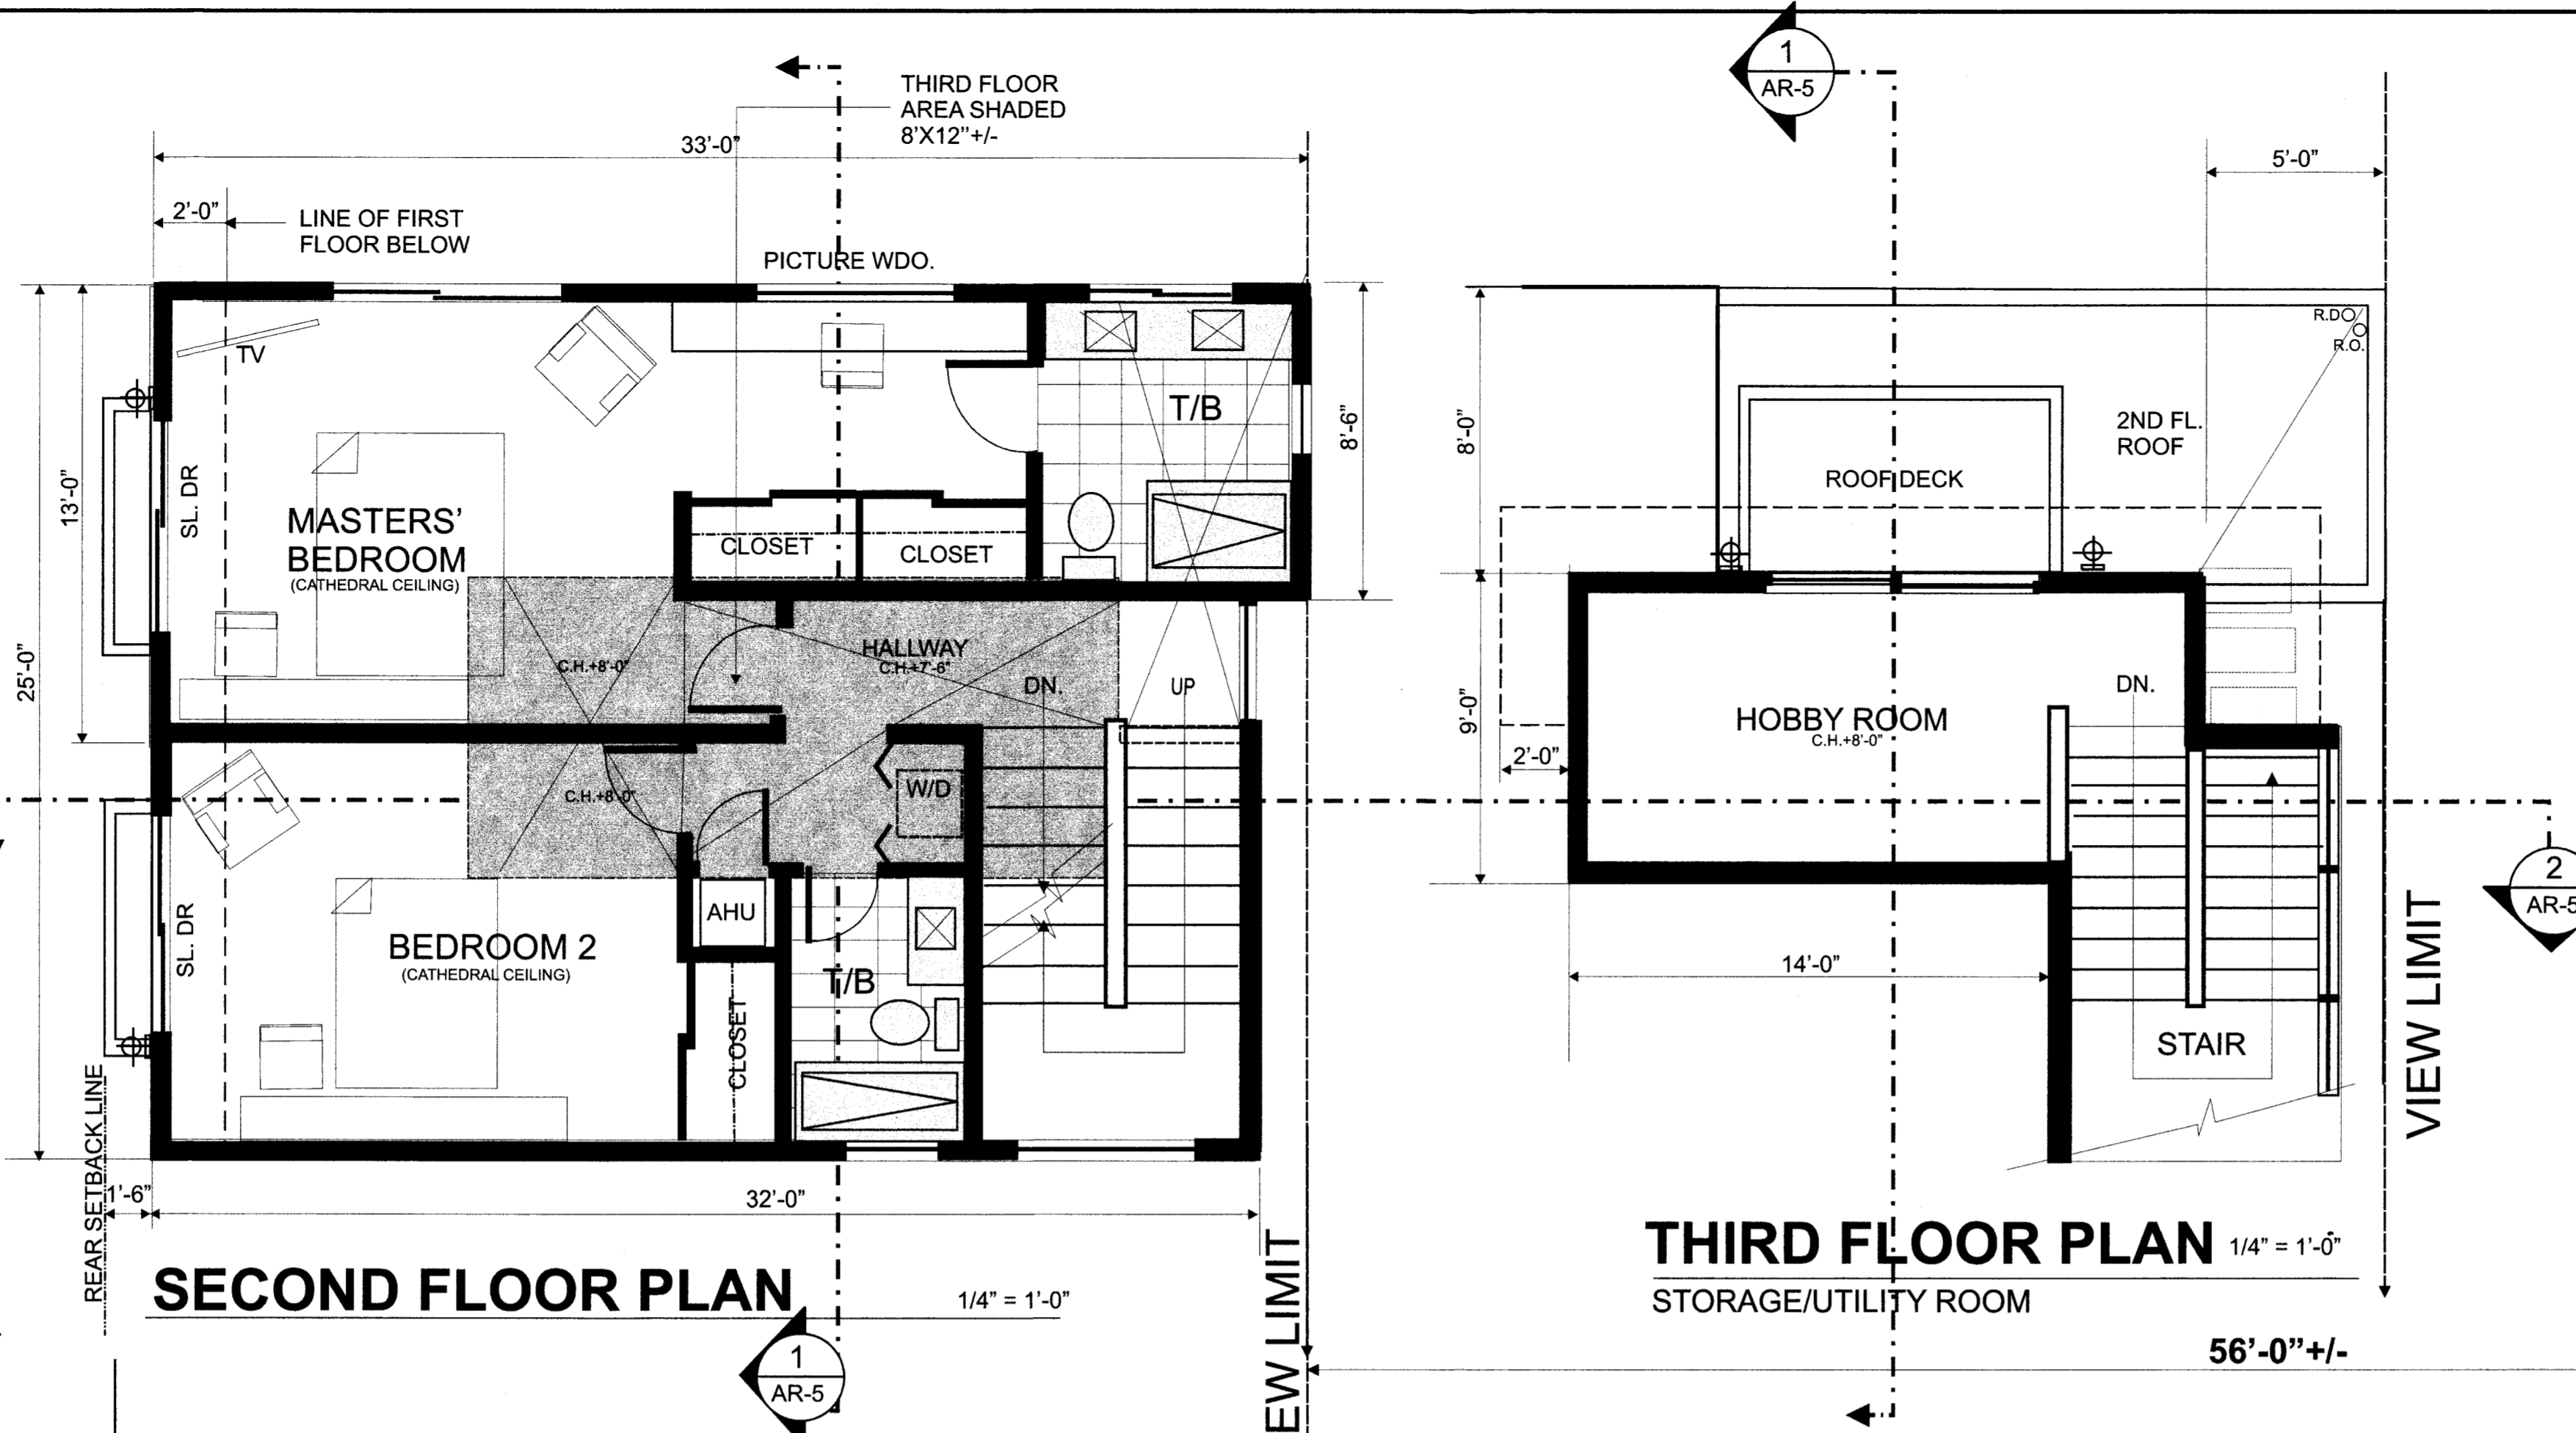 THIRD FLOOR
AREA SHADED
8'X12"+/-
33'-0"
2'-0"
LINE OF FIRST
FLOOR BELOW
PICTURE WDO.
TV
T/B
8'-6"
13'-0"
25'-0"
SL. DR
MASTERS'
BEDROOM
(CATHEDRAL CEILING)
CLOSET
CLOSET
C.H.+8'-0"
HALLWAY
C.H.+7'-6"
DN.
UP
C.H.+8'-0"
W/D
AHU
SL. DR
BEDROOM 2
(CATHEDRAL CEILING)
T/B
CLOSET
REAR SETBACK LINE
1'-6"
32'-0"
SECOND FLOOR PLAN
1/4" = 1'-0"
1
AR-5
EW LIMIT
1
AR-5
5'-0"
R.D
R.O.
8'-0"
2ND FL.
ROOF
ROOF DECK
9'-0"
2'-0"
HOBBY ROOM
C.H.+8'-0"
DN.
14'-0"
STAIR
VIEW LIMIT
2
AR-5
THIRD FLOOR PLAN
1/4" = 1'-0"
STORAGE/UTILITY ROOM
56'-0"+/-